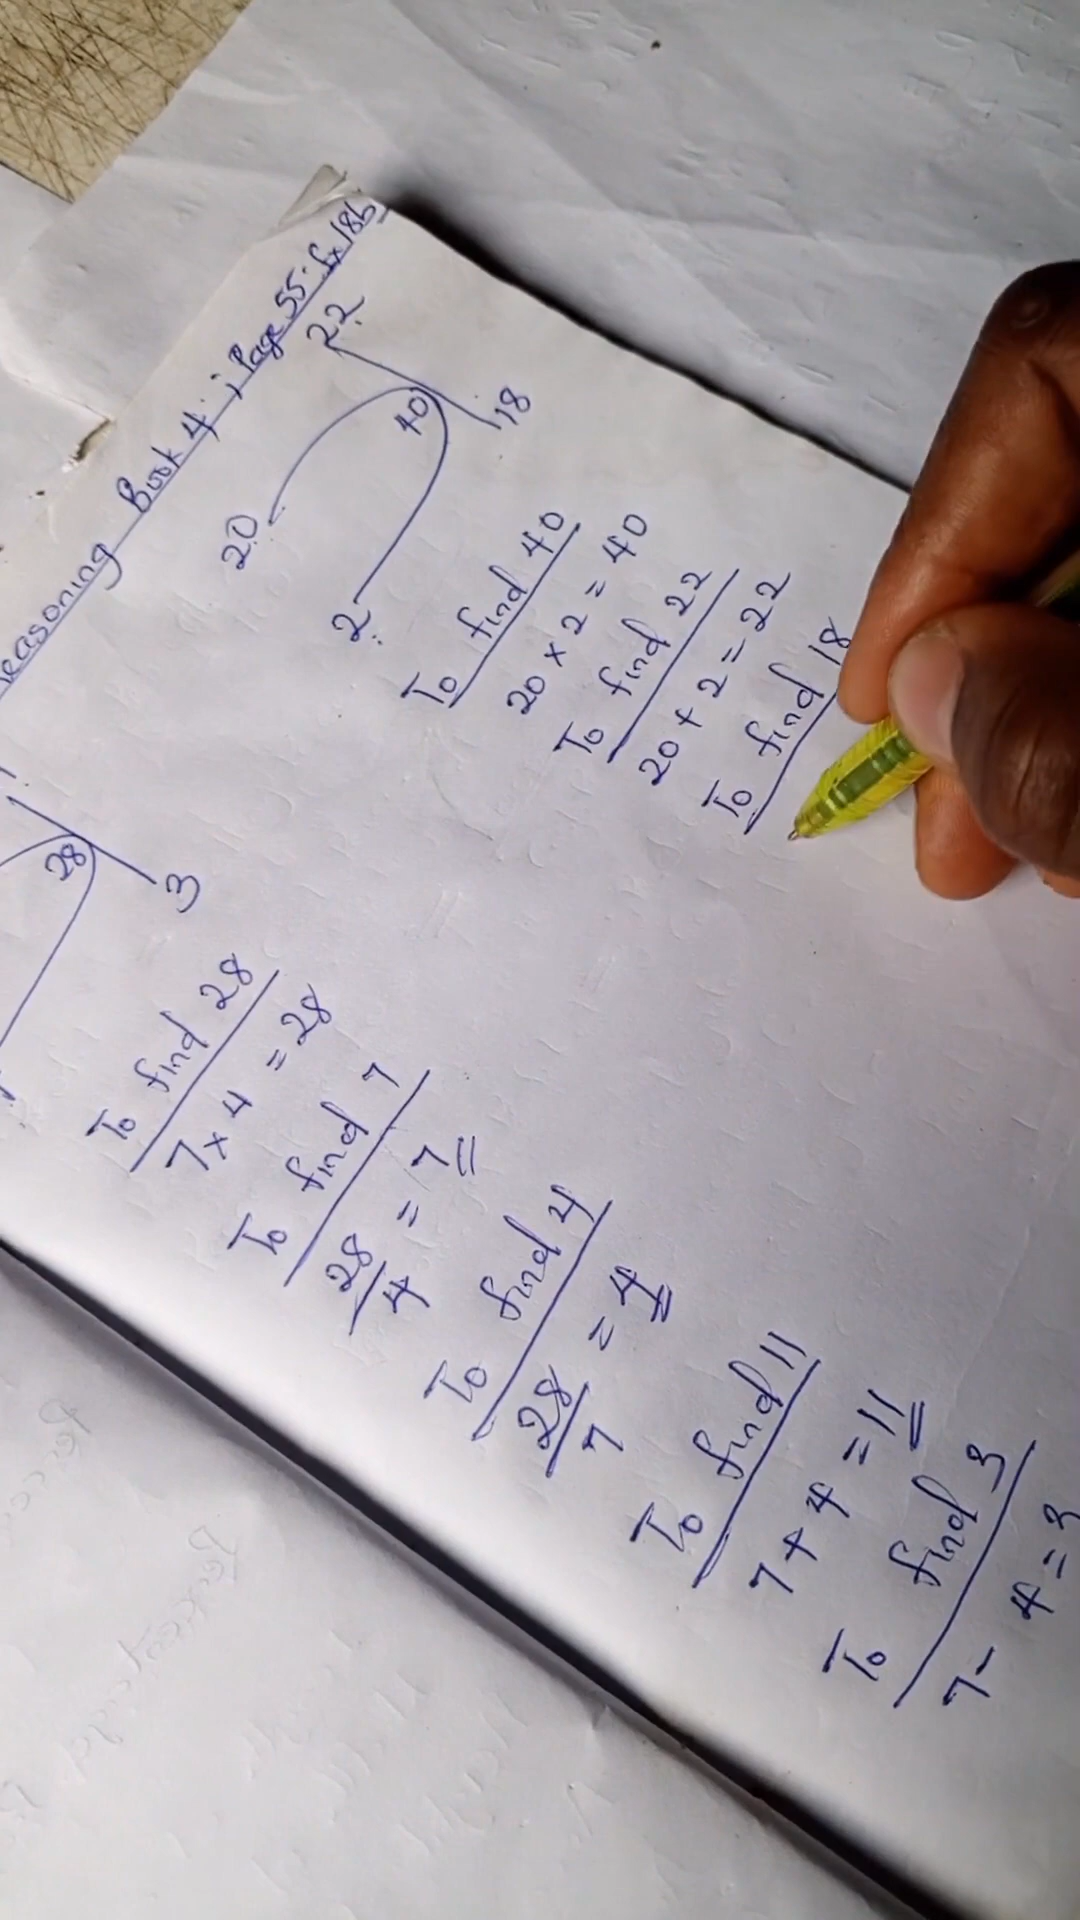 reasoning Book 4; Page 55: Ex 18b
28
3
To find 28
7 x 4 = 28
To find 7
28/4 = 7
To find 4
28/7 = 4
To find 11
7 + 4 = 11
To find 3
7 - 4 = 3
20
22
40
18
2
To find 40
20 x 2 = 40
To find 22
20 + 2 = 22
To find 18